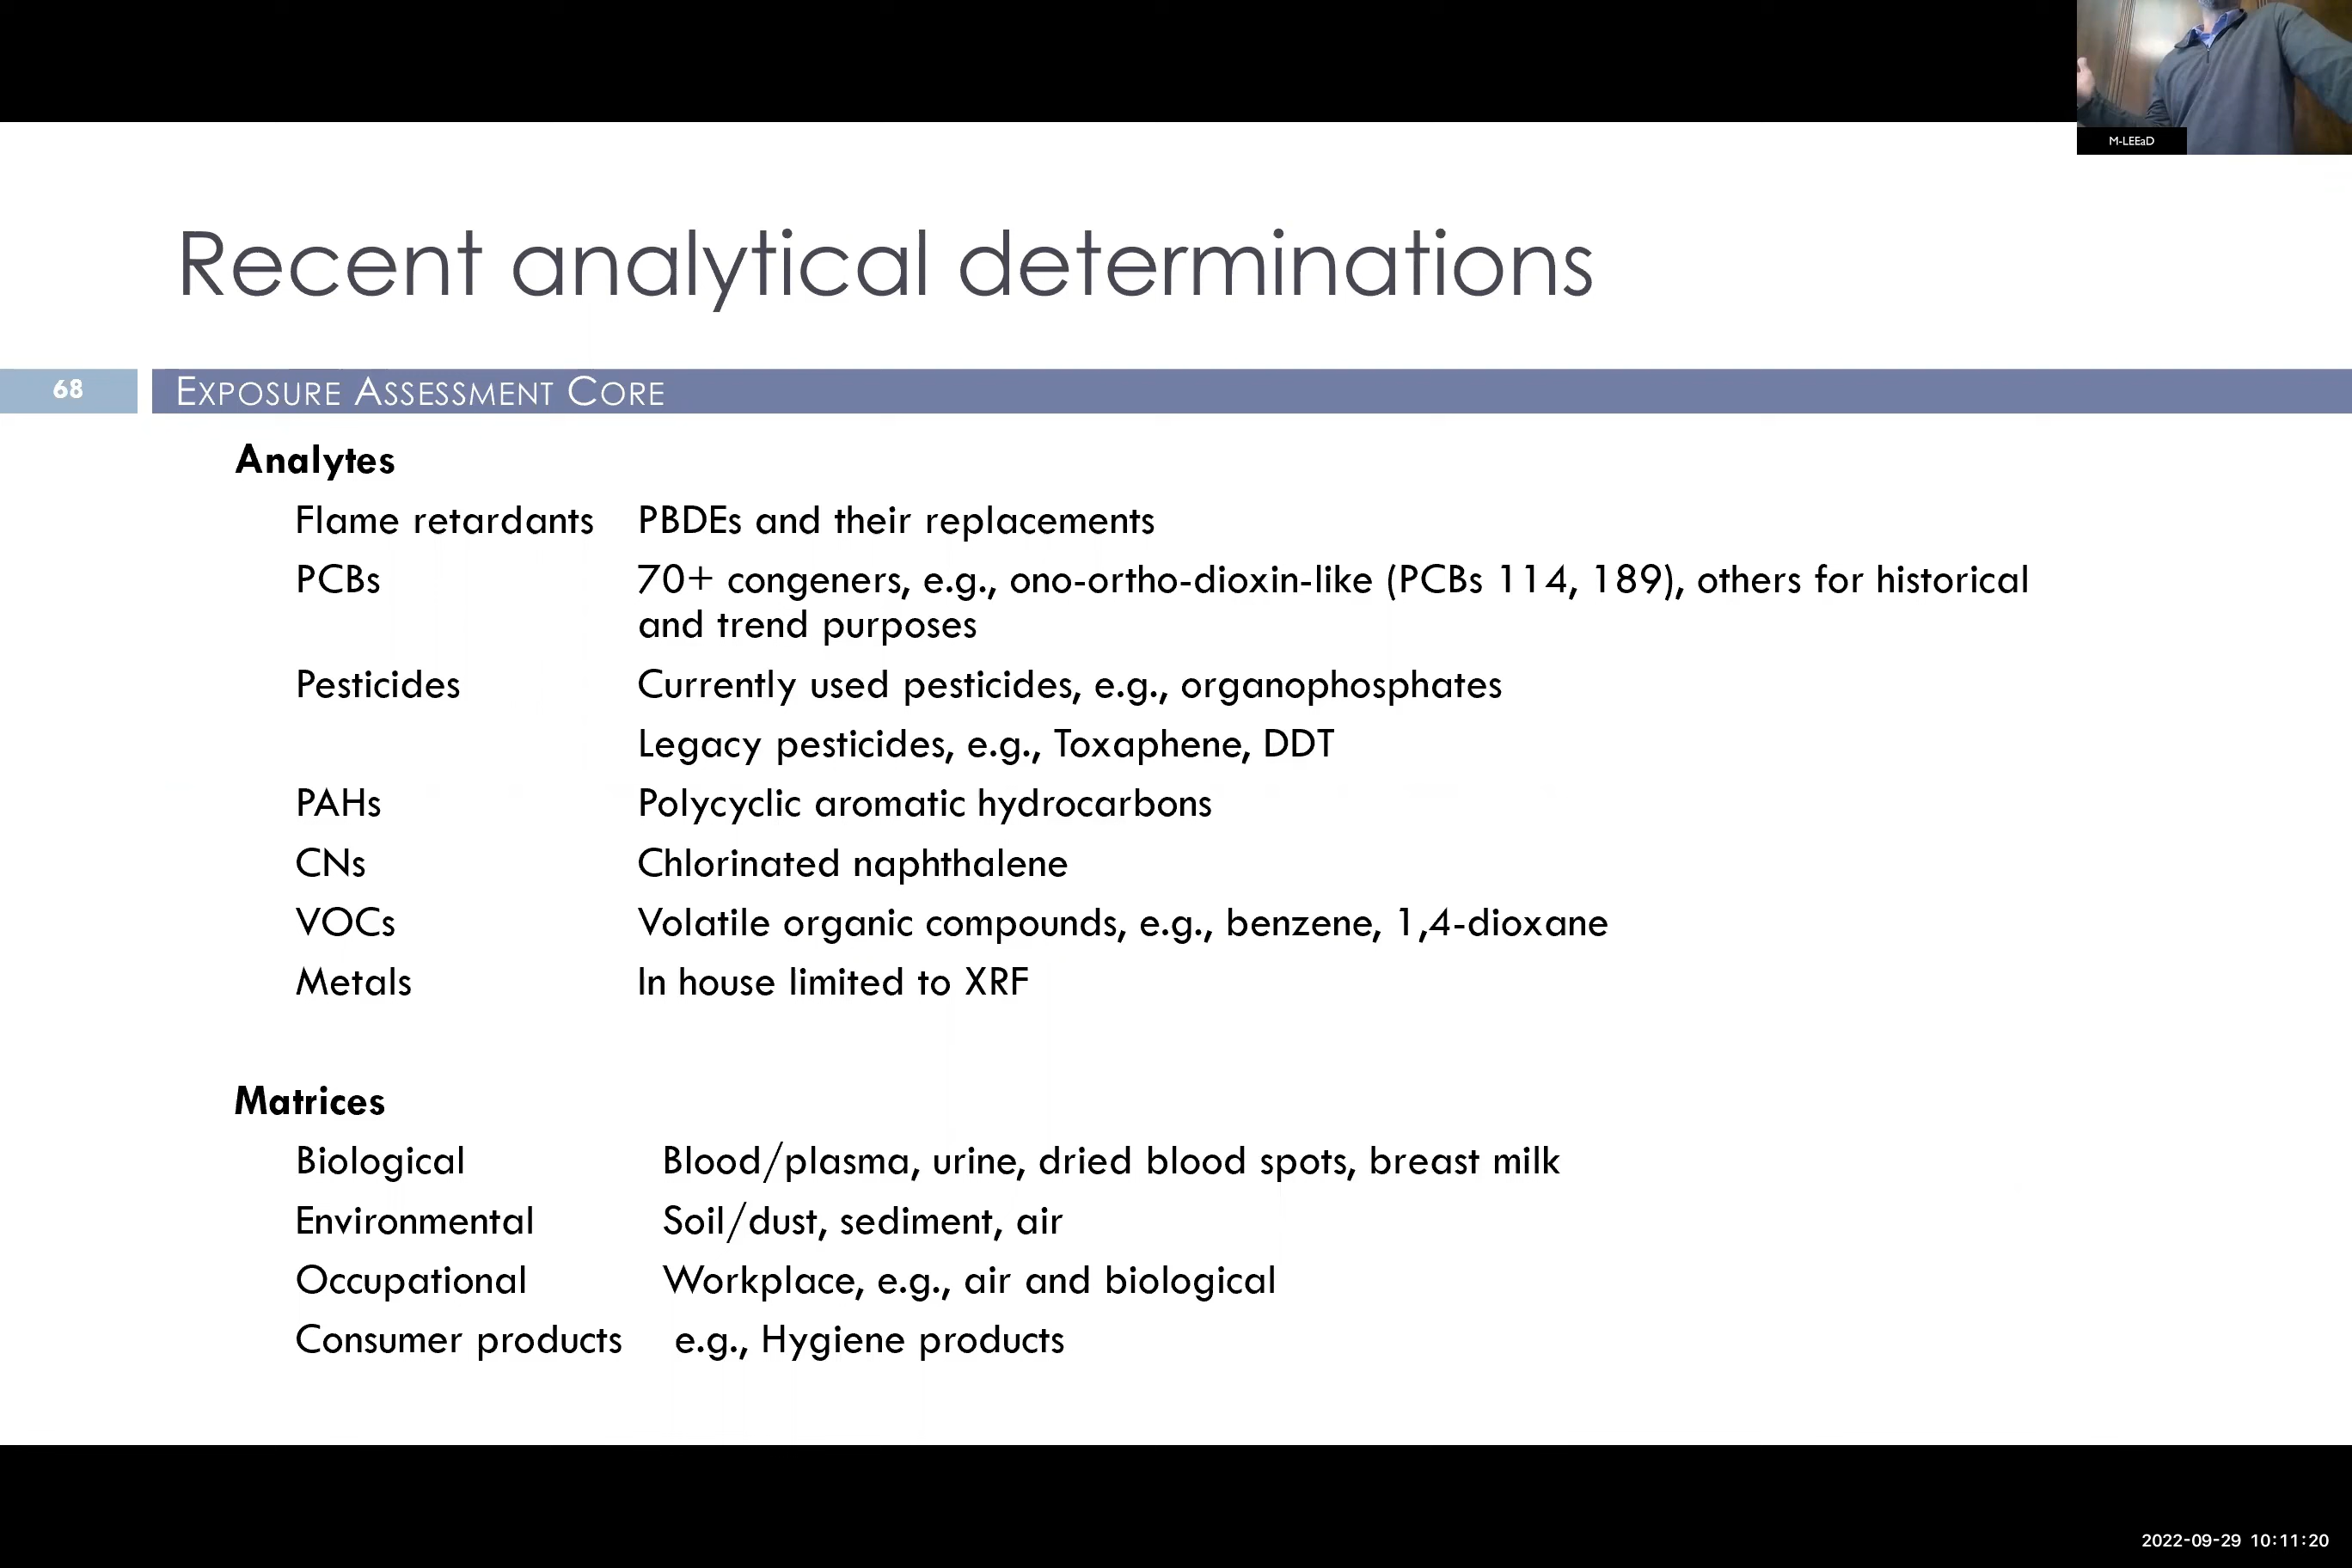 M-LEEaD
Recent analytical determinations
68 EXPOSURE ASSESSMENT CORE
Analytes
Flame retardants PBDEs and their replacements
PCBs 70+ congeners, e.g., ono-ortho-dioxin-like (PCBs 114, 189), others for historical
and trend purposes
Pesticides Currently used pesticides, e.g., organophosphates
Legacy pesticides, e.g., Toxaphene, DDT
PAHs Polycyclic aromatic hydrocarbons
CNs Chlorinated naphthalene
VOCs Volatile organic compounds, e.g., benzene, 1,4-dioxane
Metals In house limited to XRF
Matrices
Biological Blood/plasma, urine, dried blood spots, breast milk
Environmental Soil/dust, sediment, air
Occupational Workplace, e.g., air and biological
Consumer products e.g., Hygiene products
2022-09-29 10:11:20